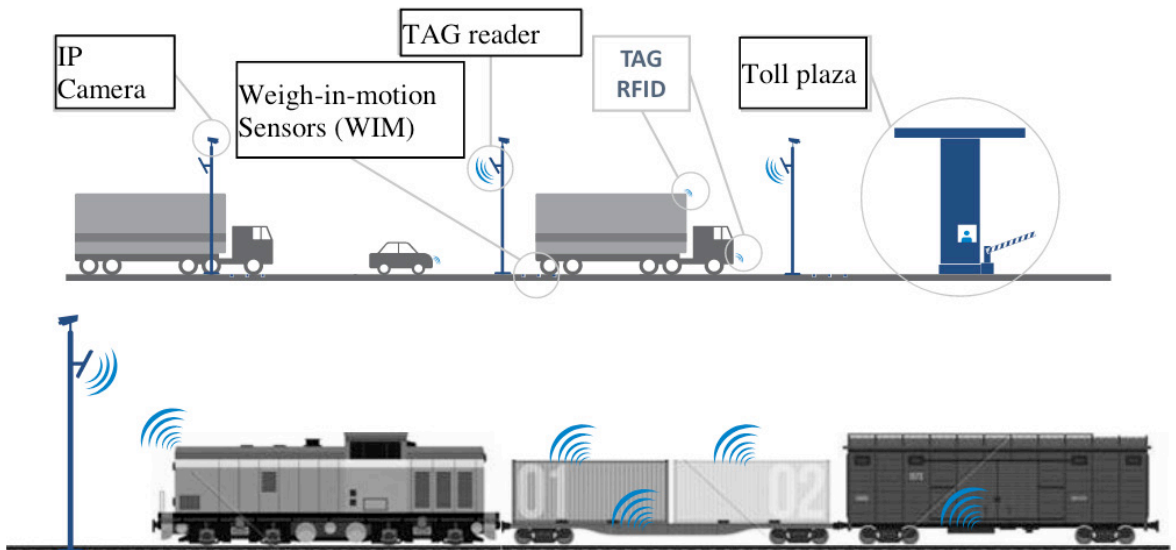 IP
Camera
Weigh-in-motion
Sensors (WIM)
TAG reader
TAG
RFID
Toll plaza
01
02